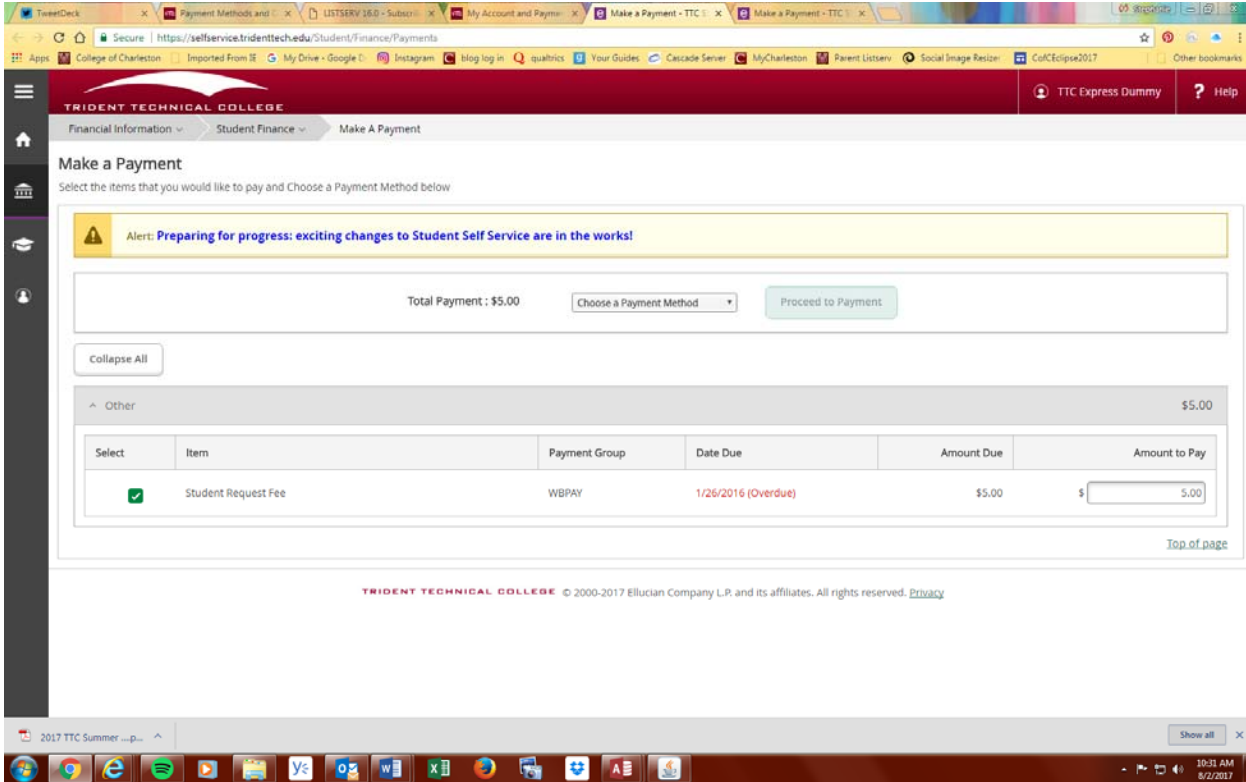 TweetDeck
Payment Methods and C
LISTSERV 16.0 - Subscri
My Account and Payme
Make a Payment - TTC S
Make a Payment - TTC S
Secure | https://selfservice.tridenttech.edu/Student/Finance/Payments
Apps College of Charleston Imported From IE My Drive - Google D Instagram blog log in qualtrics Your Guides Cascade Server MyCharleston Parent Listserv Social Image Resizer CofCEclipse2017 Other bookmarks
TRIDENT TECHNICAL COLLEGE
TTC Express Dummy ? Help
Financial Information Student Finance Make A Payment
Make a Payment
Select the items that you would like to pay and Choose a Payment Method below
Alert: Preparing for progress: exciting changes to Student Self Service are in the works!
Total Payment : $5.00 Choose a Payment Method Proceed to Payment
Collapse All
Other $5.00
Select Item Payment Group Date Due Amount Due Amount to Pay
Student Request Fee WBPAY 1/26/2016 (Overdue) $5.00 $ 5.00
Top of page
TRIDENT TECHNICAL COLLEGE © 2000-2017 Ellucian Company L.P. and its affiliates. All rights reserved. Privacy
2017 TTC Summer ....p... Show all
10:31 AM
8/2/2017